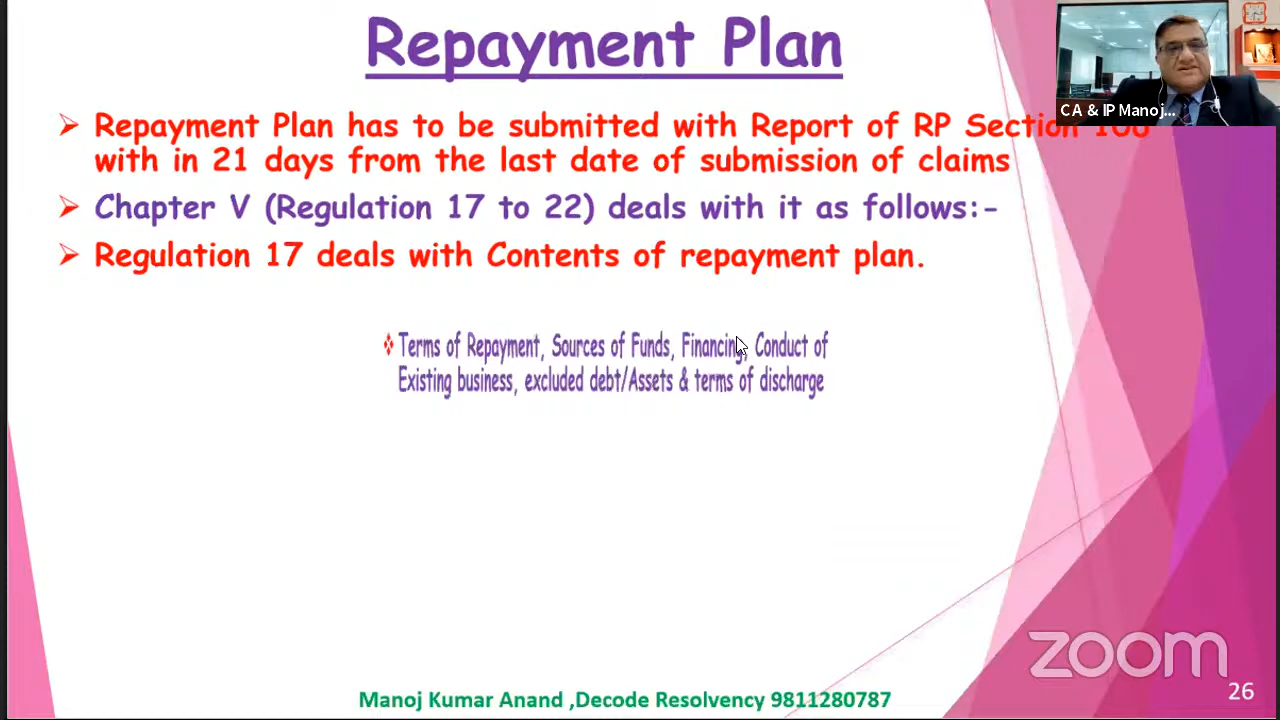 Repayment Plan
CA & IP Manoj...
➢ Repayment Plan has to be submitted with Report of RP Section
with in 21 days from the last date of submission of claims
➢ Chapter V (Regulation 17 to 22) deals with it as follows:-
➢ Regulation 17 deals with Contents of repayment plan.
❖ Terms of Repayment, Sources of Funds, Financing, Conduct of
Existing business, excluded debt/Assets & terms of discharge
zoom
Manoj Kumar Anand ,Decode Resolvency 9811280787
26